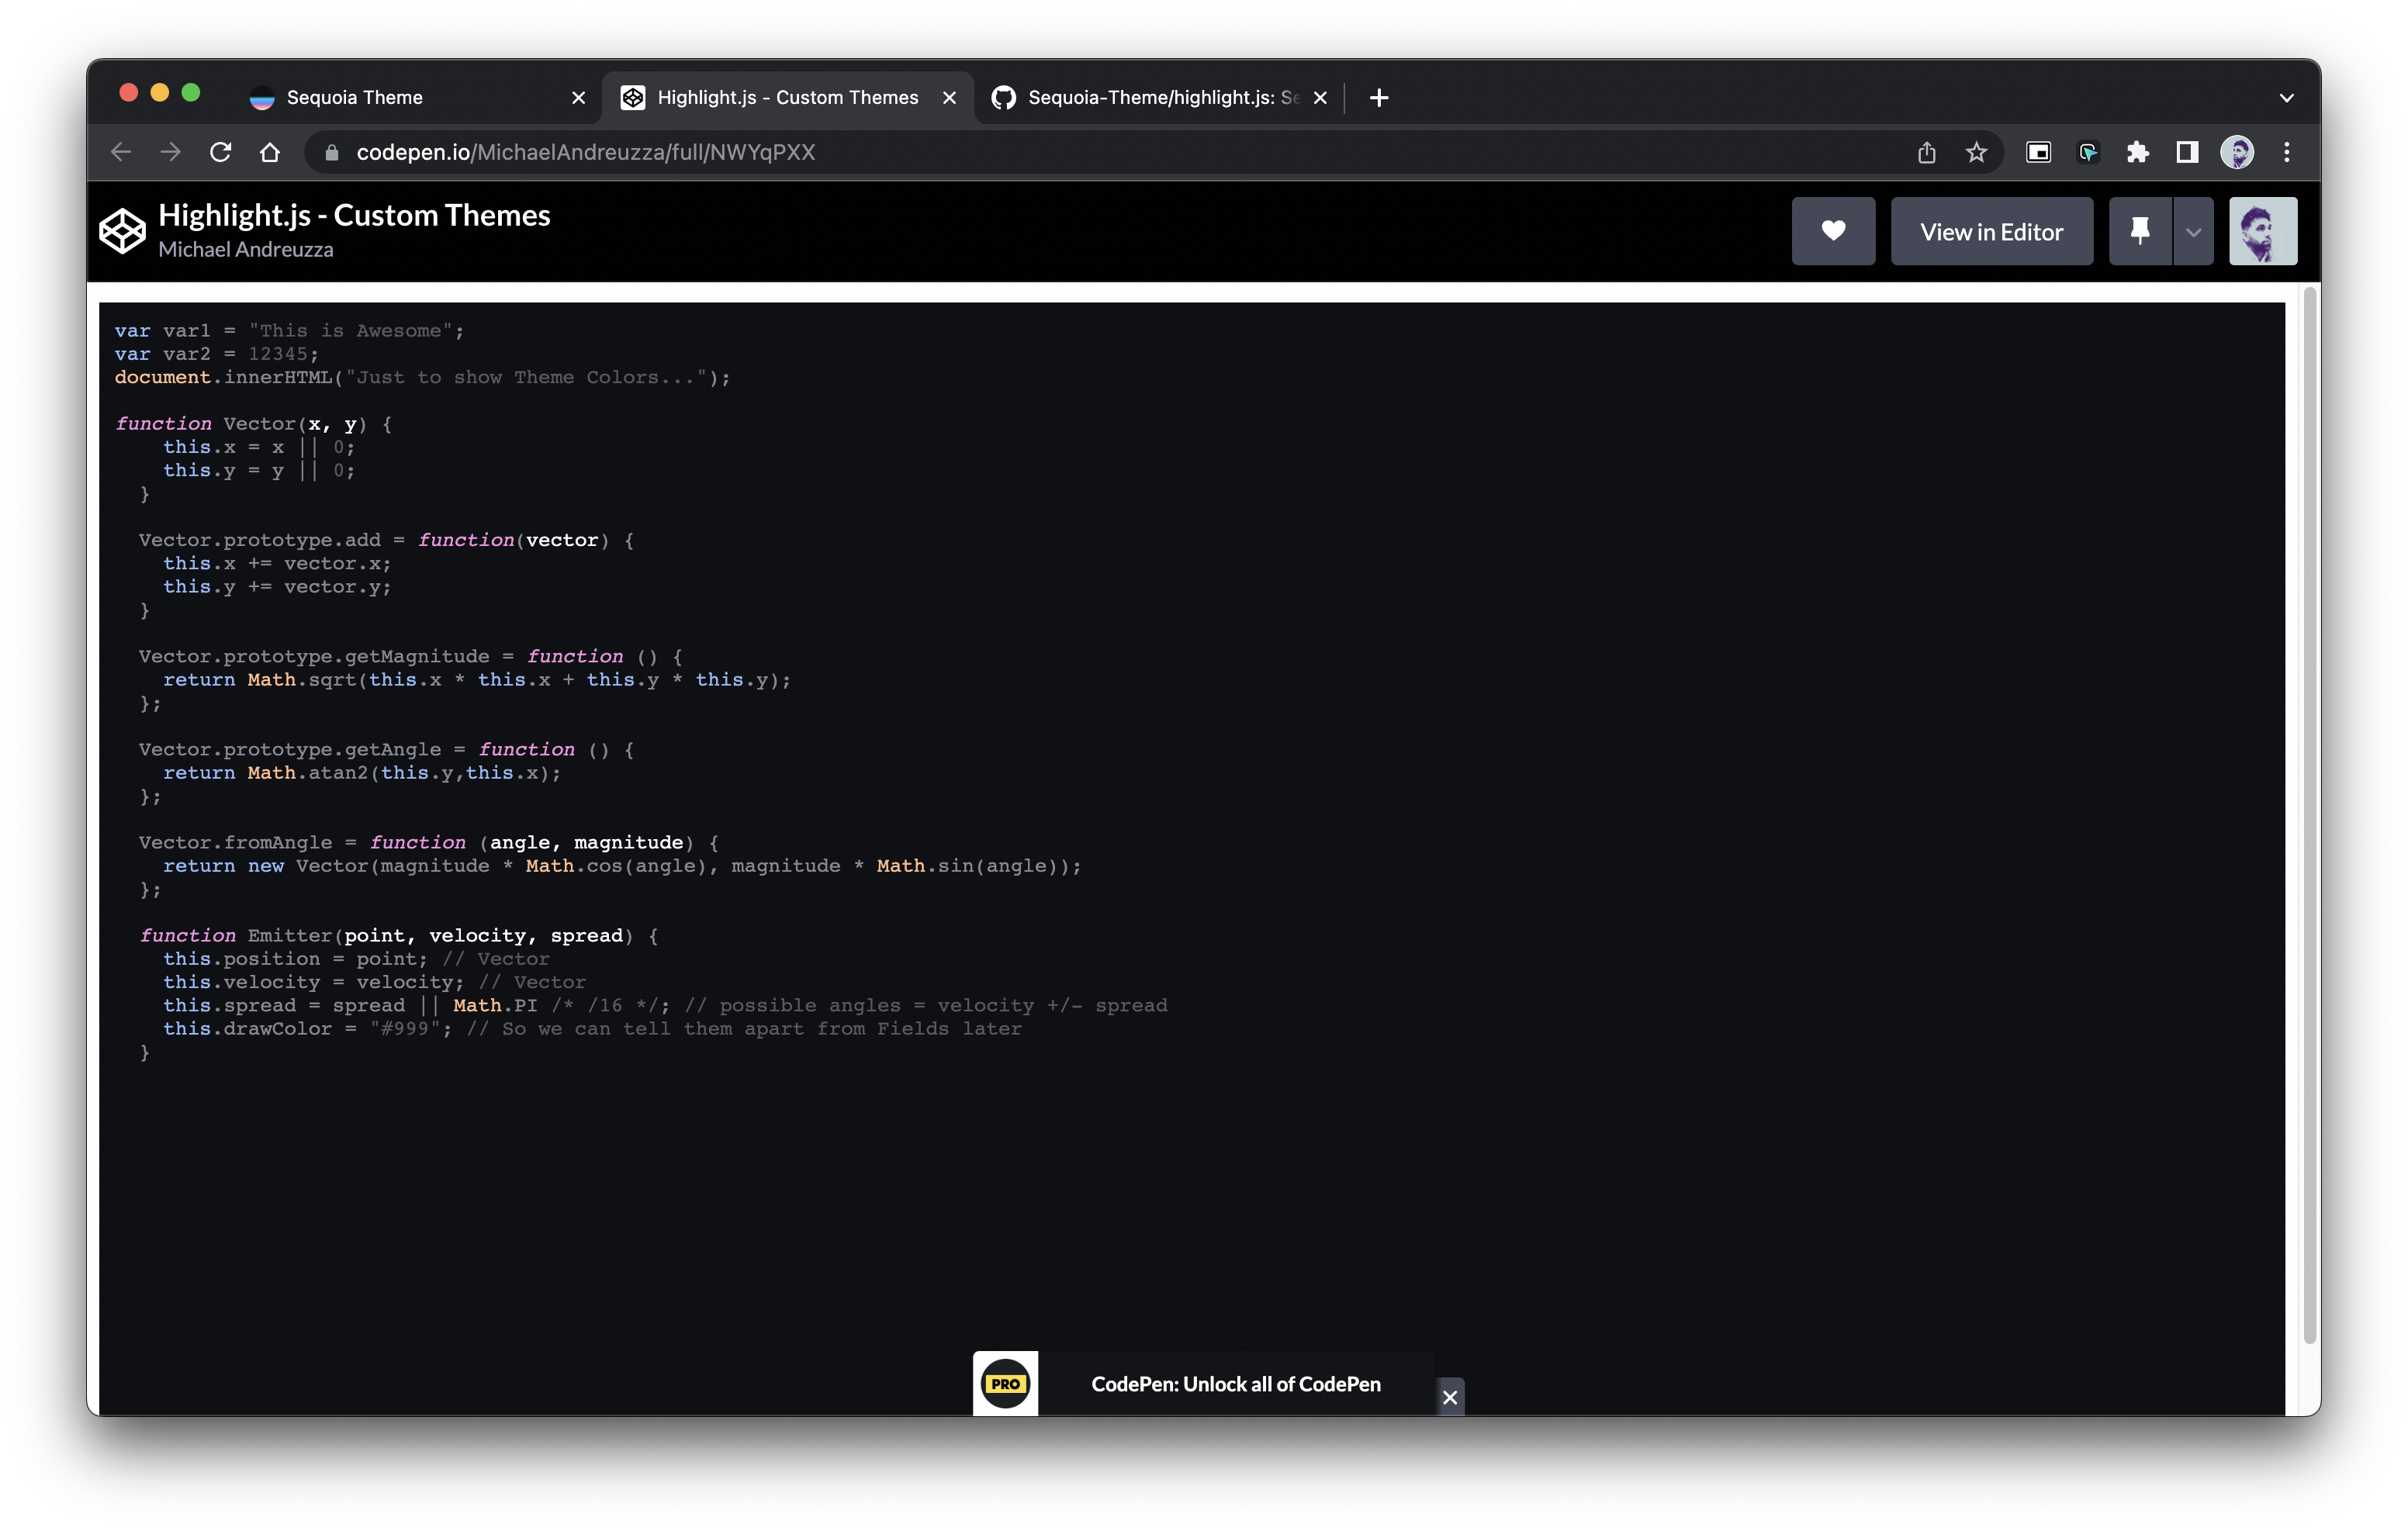 Sequoia Theme
Highlight.js - Custom Themes
Sequoia-Theme/highlight.js: Se
codepen.io/MichaelAndreuzza/full/NWYqPXX
Highlight.js - Custom Themes
Michael Andreuzza
View in Editor
var var1 = "This is Awesome";
var var2 = 12345;
document.innerHTML("Just to show Theme Colors...");
function Vector(x, y) {
    this.x = x || 0;
    this.y = y || 0;
  }
  Vector.prototype.add = function(vector) {
    this.x += vector.x;
    this.y += vector.y;
  }
  Vector.prototype.getMagnitude = function () {
    return Math.sqrt(this.x * this.x + this.y * this.y);
  };
  Vector.prototype.getAngle = function () {
    return Math.atan2(this.y,this.x);
  };
  Vector.fromAngle = function (angle, magnitude) {
    return new Vector(magnitude * Math.cos(angle), magnitude * Math.sin(angle));
  };
  function Emitter(point, velocity, spread) {
    this.position = point; // Vector
    this.velocity = velocity; // Vector
    this.spread = spread || Math.PI /* /16 */; // possible angles = velocity +/- spread
    this.drawColor = "#999"; // So we can tell them apart from Fields later
  }
PRO
CodePen: Unlock all of CodePen